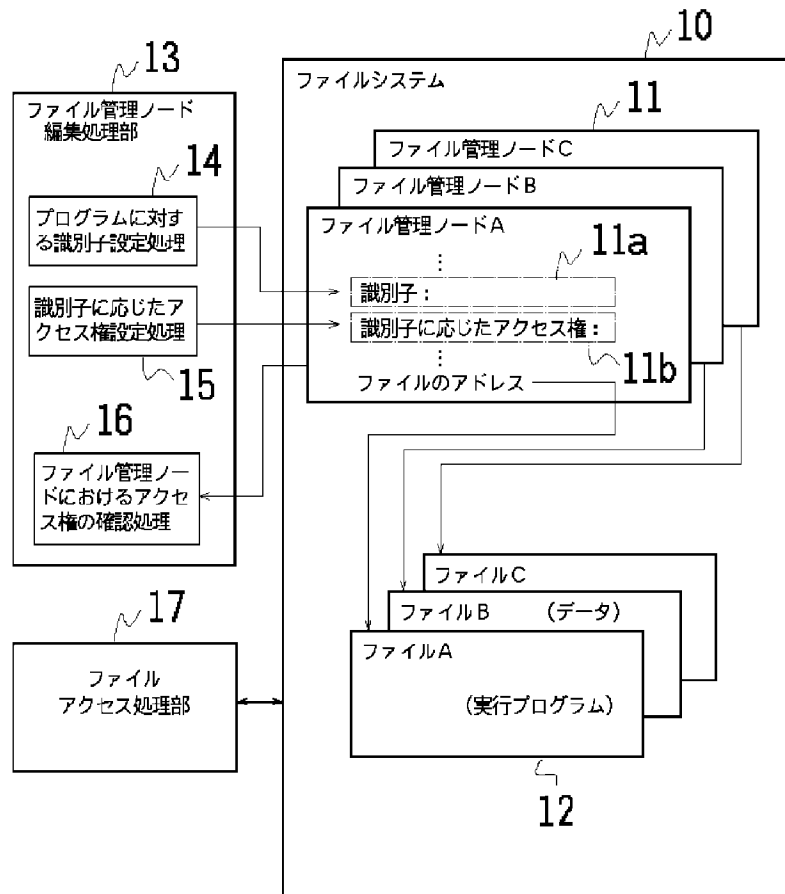 10
ファイルシステム
13
ファイル管理ノード
編集処理部
14
プログラムに対す
る識別子設定処理
識別子に応じたア
クセス権設定処理
15
16
ファイル管理ノー
ドにおけるアクセ
ス権の確認処理
11
ファイル管理ノードC
ファイル管理ノードB
ファイル管理ノードA
⋮
11a
識別子：
識別子に応じたアクセス権：
⋮
11b
ファイルのアドレス
17
ファイル
アクセス処理部
ファイルC
ファイルB （データ）
ファイルA
（実行プログラム）
12